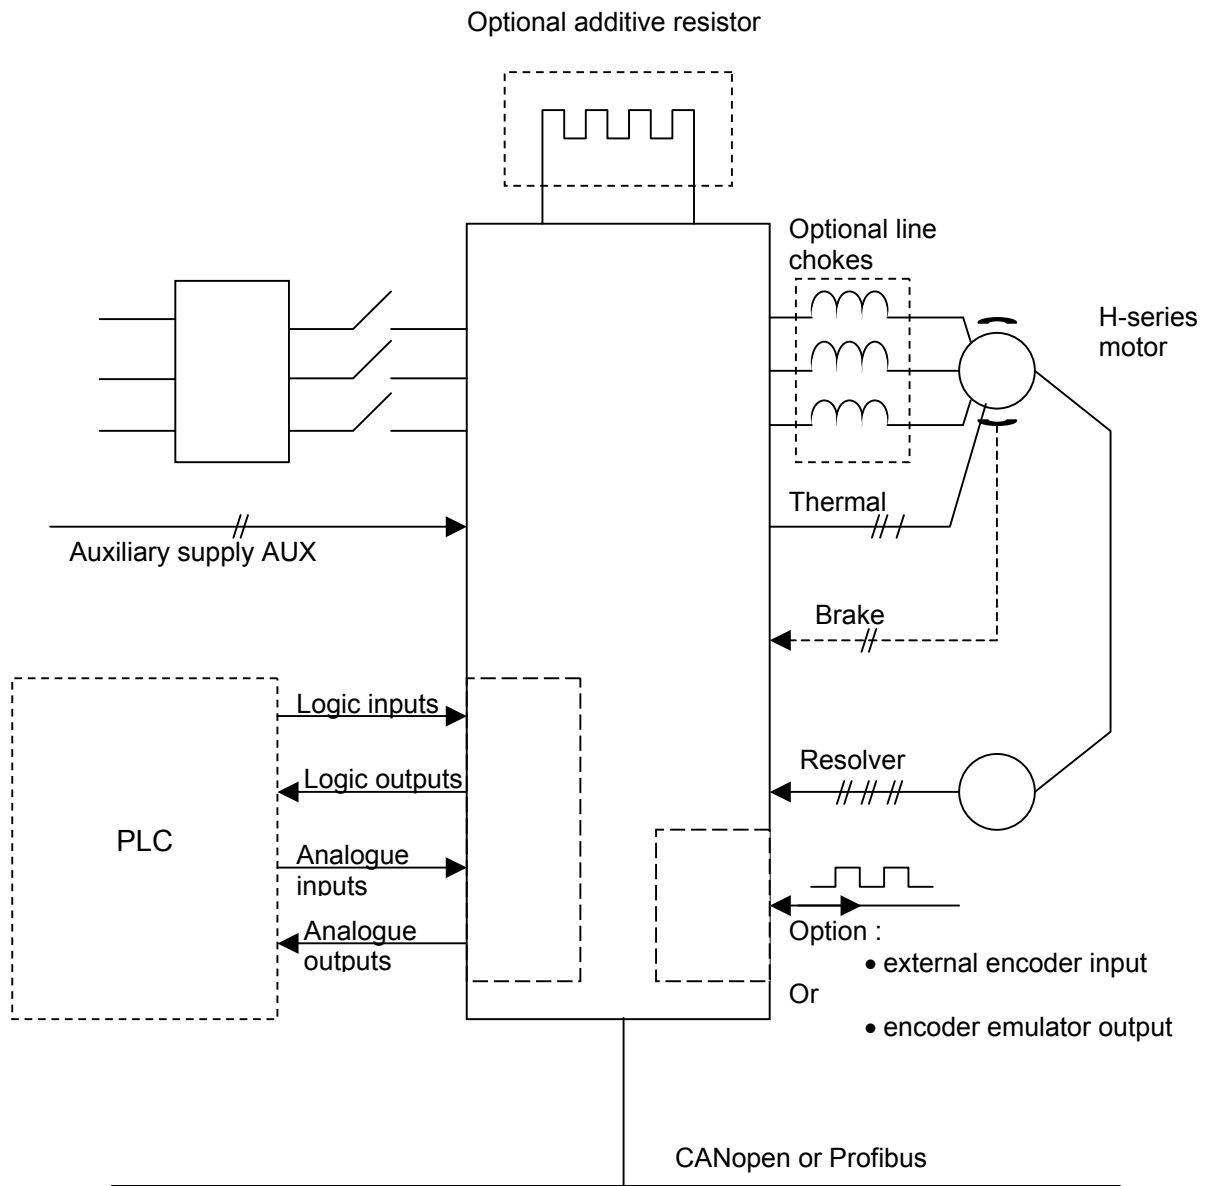 Optional additive resistor
Optional line
chokes
H-series
motor
Thermal
Auxiliary supply AUX
Brake
Logic inputs
Resolver
Logic outputs
PLC
Analogue
inputs
Analogue
outputs
Option :
• external encoder input
Or
• encoder emulator output
CANopen or Profibus